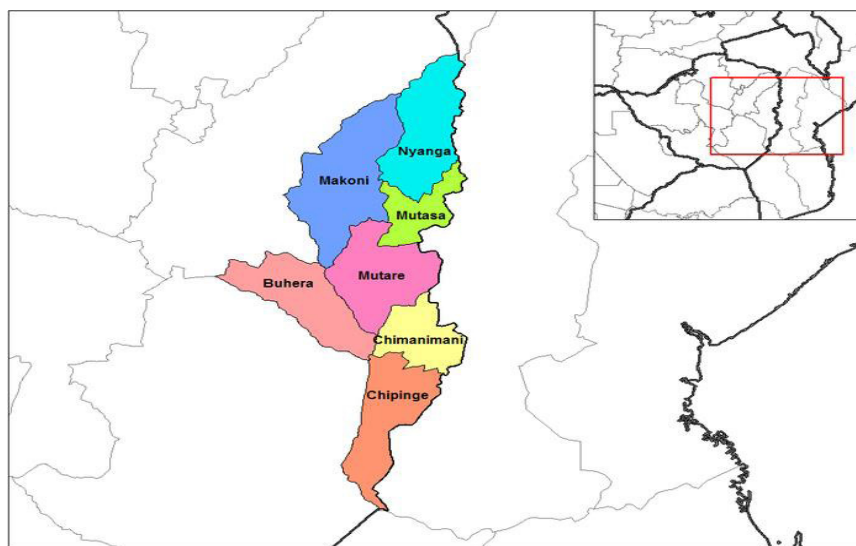 Nyanga
Makoni
Mutasa
Buhera
Mutare
Chimanimani
Chipinge